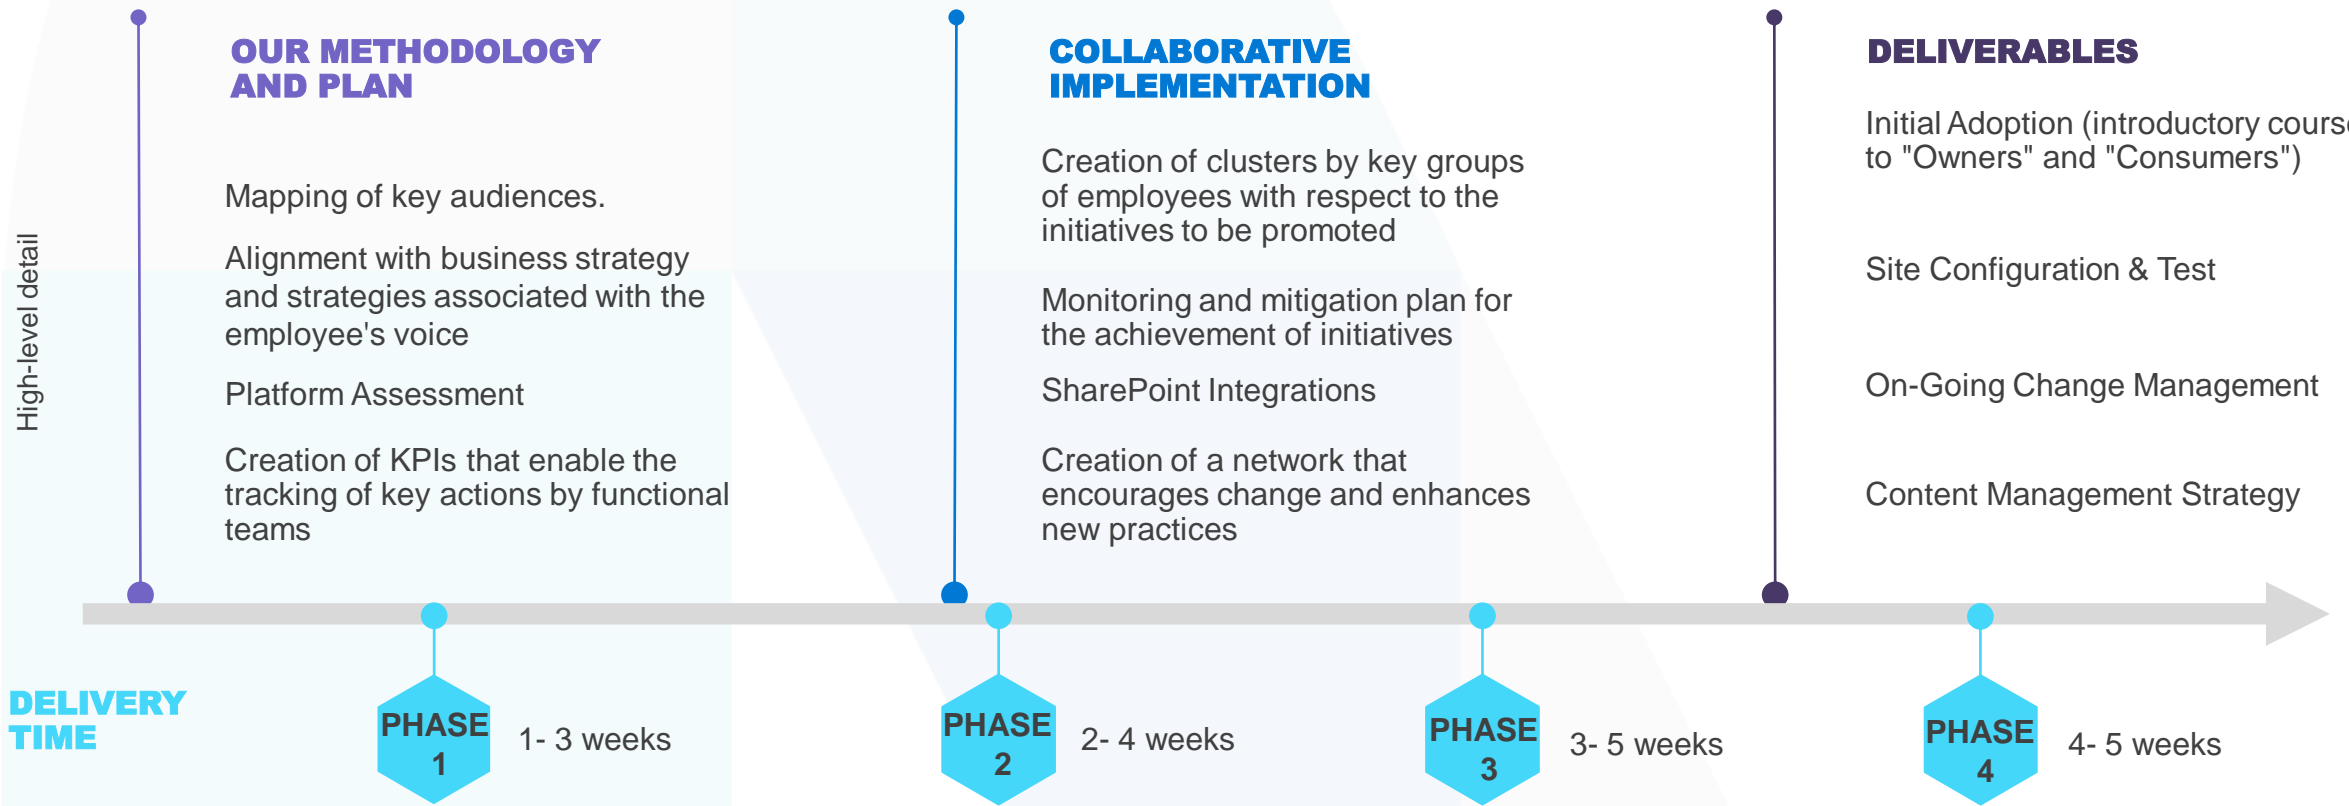 OUR METHODOLOGY
AND PLAN
Mapping of key audiences.
Alignment with business strategy
and strategies associated with the
employee's voice
Platform Assessment
Creation of KPIs that enable the
tracking of key actions by functional
teams
COLLABORATIVE
IMPLEMENTATION
Creation of clusters by key groups
of employees with respect to the
initiatives to be promoted
Monitoring and mitigation plan for
the achievement of initiatives
SharePoint Integrations
Creation of a network that
encourages change and enhances
new practices
DELIVERABLES
Initial Adoption (introductory course
to "Owners" and "Consumers")
Site Configuration & Test
On-Going Change Management
Content Management Strategy
High-level detail
DELIVERY
TIME
PHASE
1
1- 3 weeks
PHASE
2
2- 4 weeks
PHASE
3
3- 5 weeks
PHASE
4
4- 5 weeks